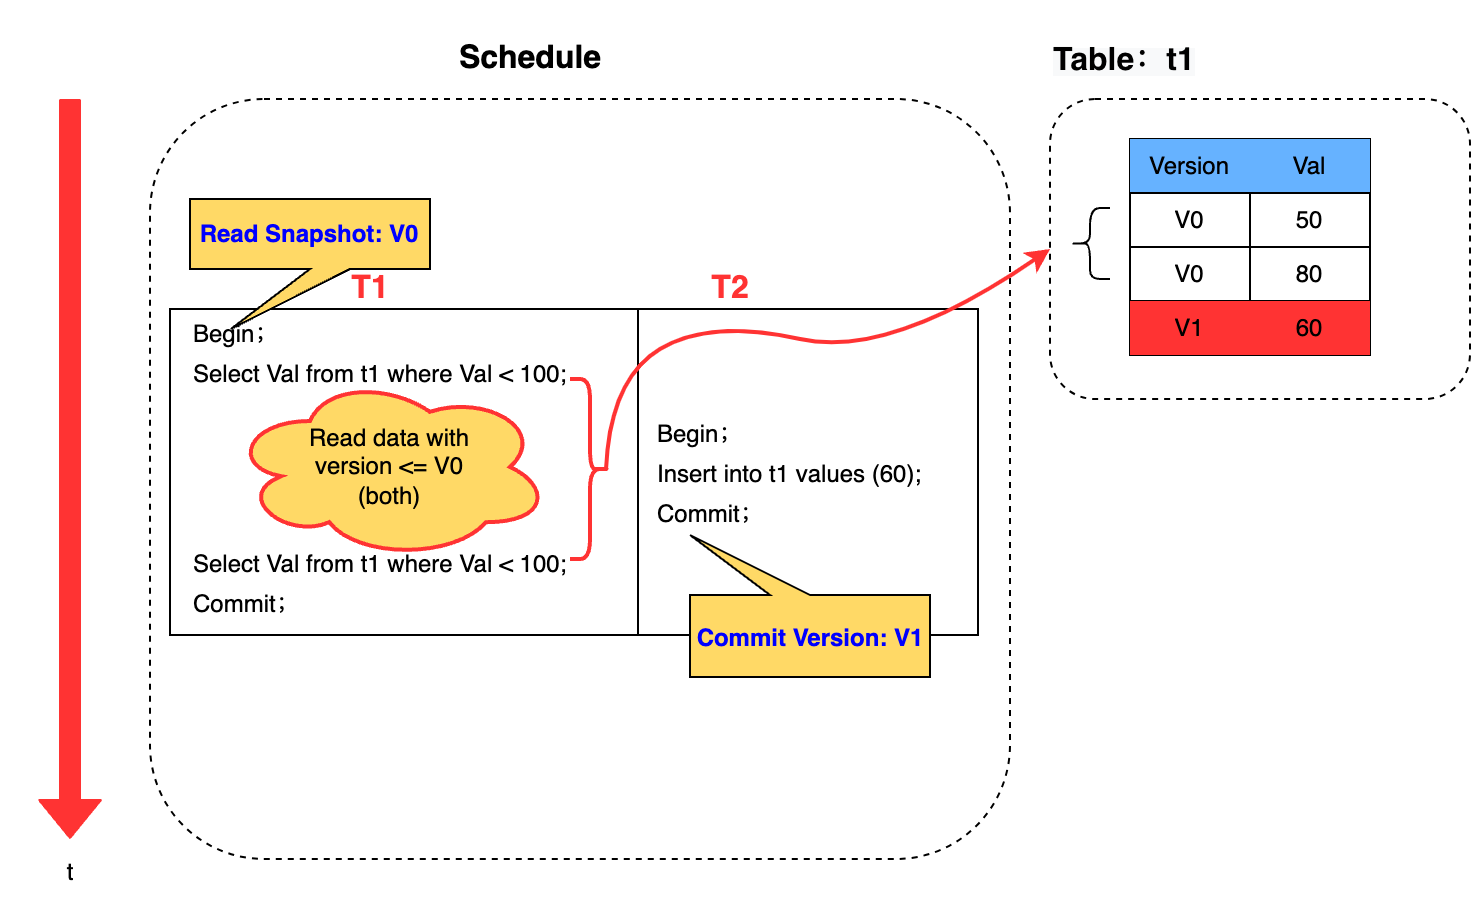 Schedule
Table：t1
Version Val
V0 50
V0 80
V1 60
Read Snapshot: V0
T1
T2
Begin；
Select Val from t1 where Val < 100;
Read data with
version <= V0
(both)
Select Val from t1 where Val < 100;
Commit；
Begin；
Insert into t1 values (60);
Commit；
Commit Version: V1
t